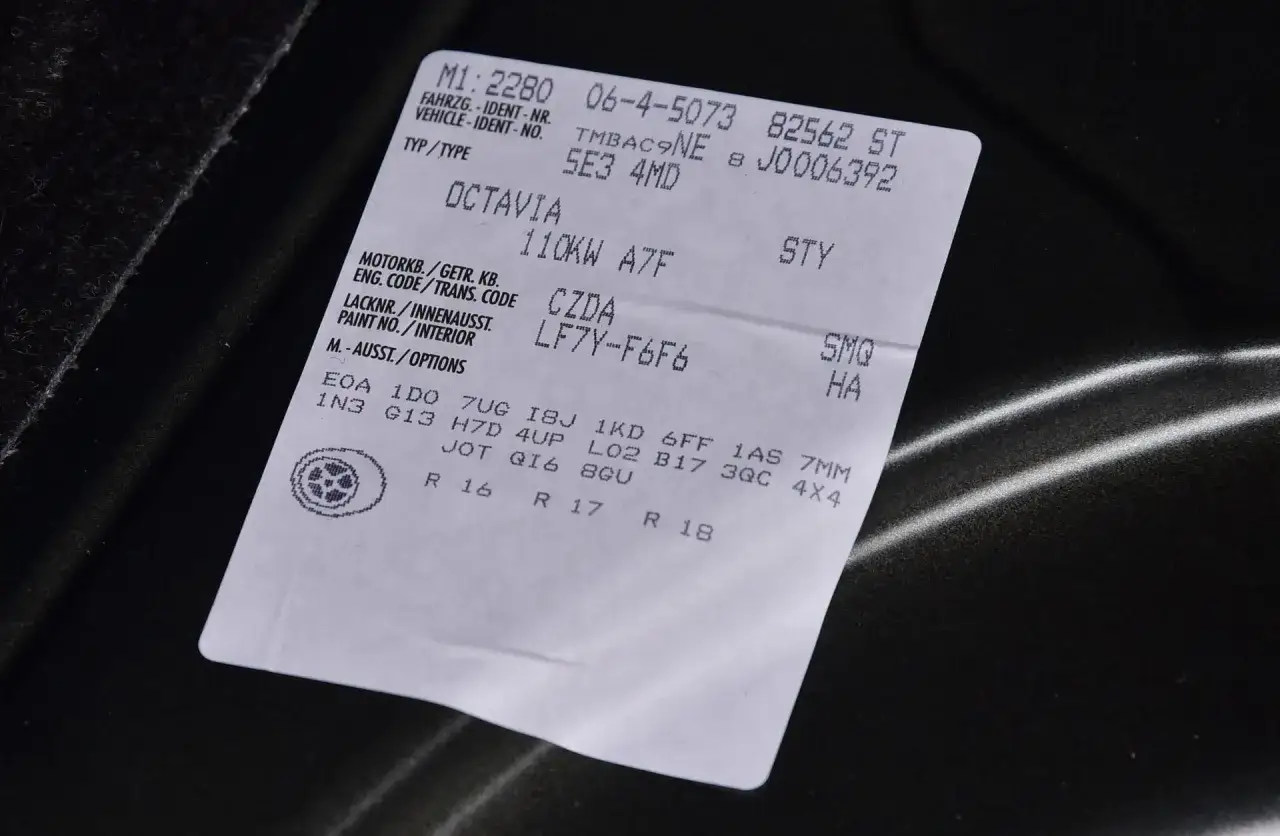 M1: 2280 06-4-5073 82562 ST
FAHRZG.-IDENT-NR.
VEHICLE-IDENT-NO. TMBAC9NE 8 J0006392
TYP/TYPE 5E3 4MD
OCTAVIA
110KW A7F STY
MOTORKB./GETR. KB.
ENG. CODE/TRANS. CODE CZDA SMQ
LACKNR./INNENAUSST.
PAINT NO./INTERIOR LF7Y-F6F6 HA
M.-AUSST./OPTIONS
E0A 1D0 7UG I8J 1KD 6FF 1AS 7MM
1N3 G13 H7D 4UP L02 B17 3QC 4X4
J0T QI6 8GU
R 16 R 17 R 18